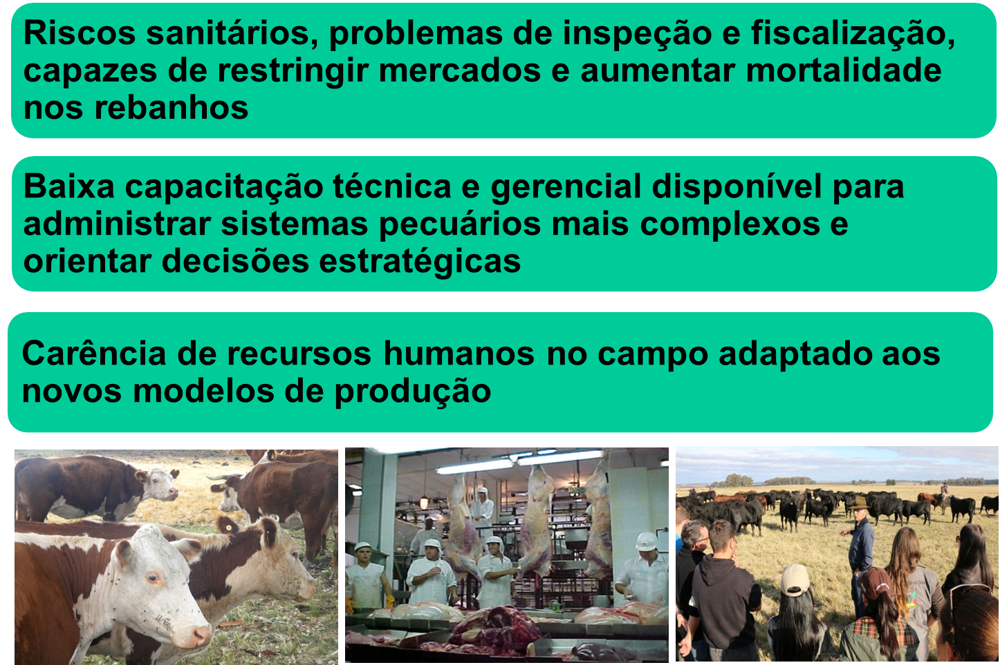 Riscos sanitários, problemas de inspeção e fiscalização,
capazes de restringir mercados e aumentar mortalidade
nos rebanhos
Baixa capacitação técnica e gerencial disponível para
administrar sistemas pecuários mais complexos e
orientar decisões estratégicas
Carência de recursos humanos no campo adaptado aos
novos modelos de produção